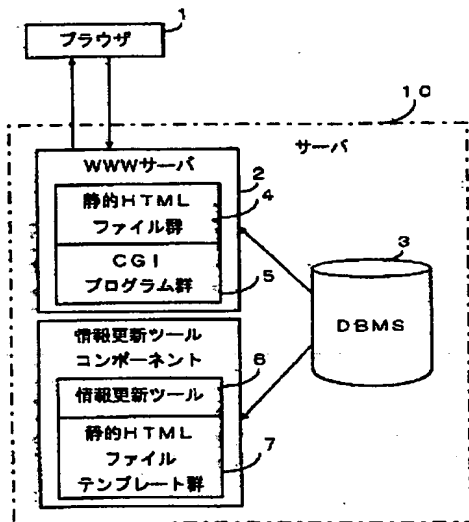 1
ブラウザ
10
サーバ
WWWサーバ
2
静的HTML
ファイル群
4
CGI
プログラム群
5
3
DBMS
情報更新ツール
コンポーネント
6
情報更新ツール
静的HTML
ファイル
テンプレート群
7